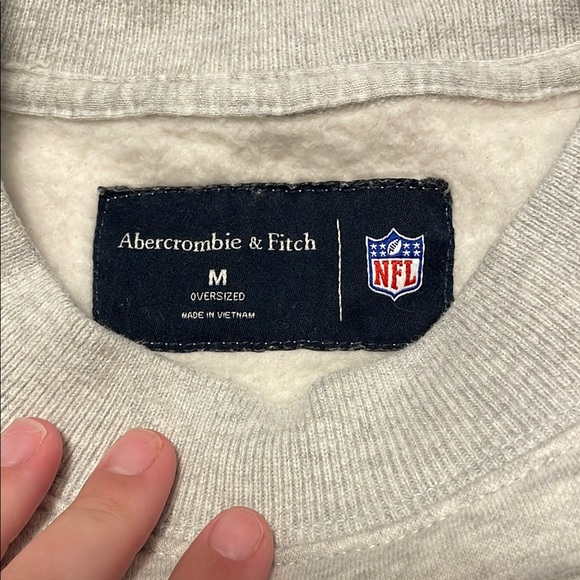 Abercrombie & Fitch
M
OVERSIZED
MADE IN VIETNAM
NFL